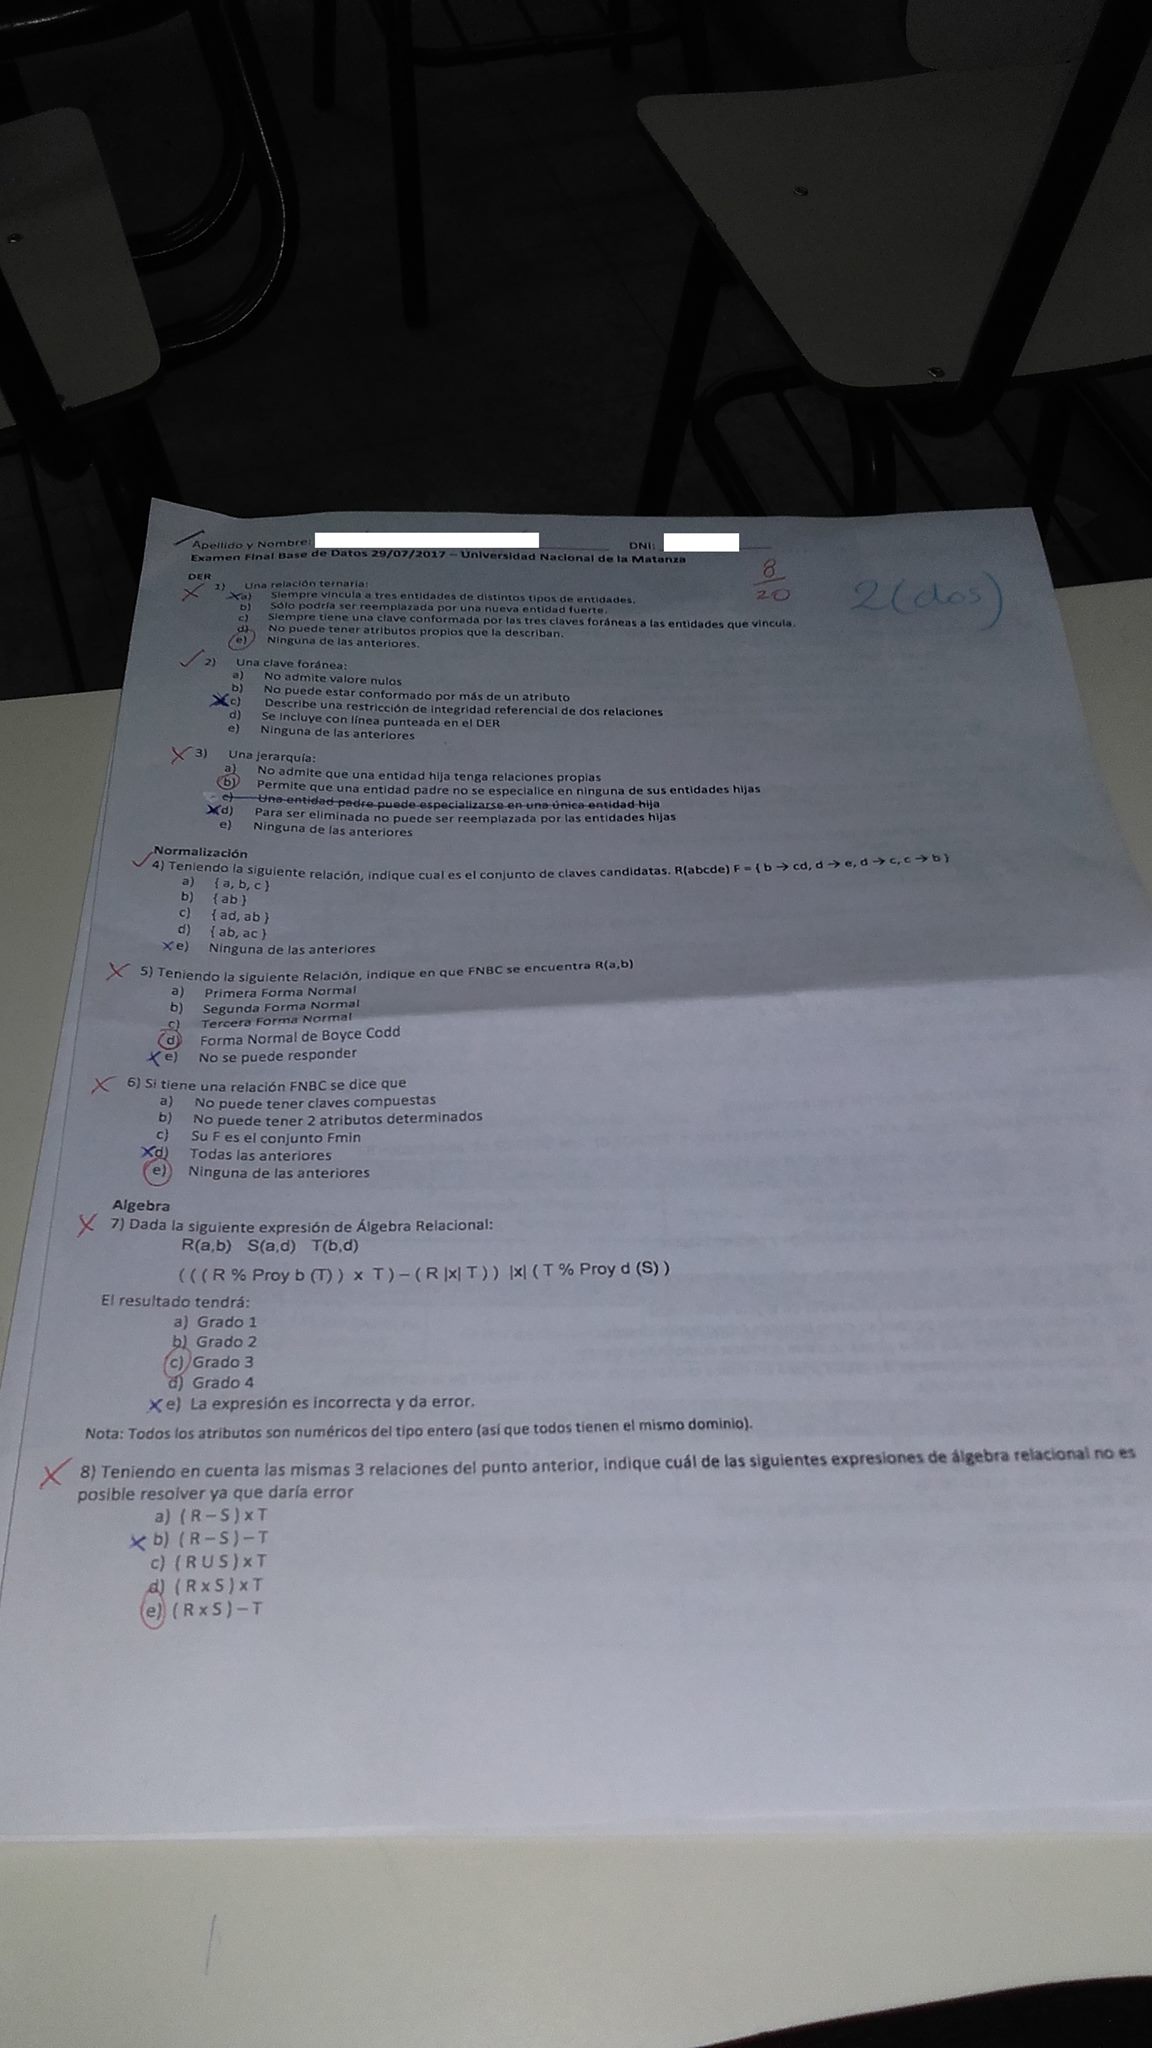 Apellido y Nombre: DNI:
Examen Final Base de Datos 29/07/2017 – Universidad Nacional de la Matanza
8/20
2 (dos)
DER
1) Una relación ternaria:
a) Siempre vincula a tres entidades de distintos tipos de entidades.
b) Sólo podría ser reemplazada por una nueva entidad fuerte.
c) Siempre tiene una clave conformada por las tres claves foráneas a las entidades que vincula.
d) No puede tener atributos propios que la describan.
e) Ninguna de las anteriores.
2) Una clave foránea:
a) No admite valore nulos
b) No puede estar conformado por más de un atributo
c) Describe una restricción de integridad referencial de dos relaciones
d) Se incluye con línea punteada en el DER
e) Ninguna de las anteriores
3) Una jerarquía:
a) No admite que una entidad hija tenga relaciones propias
b) Permite que una entidad padre no se especialice en ninguna de sus entidades hijas
c) Una entidad padre puede especializarse en una única entidad hija
d) Para ser eliminada no puede ser reemplazada por las entidades hijas
e) Ninguna de las anteriores
Normalización
4) Teniendo la siguiente relación, indique cual es el conjunto de claves candidatas. R(abcde) F = { b → cd, d → e, d → c, c → b }
a) { a, b, c }
b) { ab }
c) { ad, ab }
d) { ab, ac }
e) Ninguna de las anteriores
5) Teniendo la siguiente Relación, indique en que FNBC se encuentra R(a,b)
a) Primera Forma Normal
b) Segunda Forma Normal
c) Tercera Forma Normal
d) Forma Normal de Boyce Codd
e) No se puede responder
6) Si tiene una relación FNBC se dice que
a) No puede tener claves compuestas
b) No puede tener 2 atributos determinados
c) Su F es el conjunto Fmin
d) Todas las anteriores
e) Ninguna de las anteriores
Algebra
7) Dada la siguiente expresión de Álgebra Relacional:
R(a,b) S(a,d) T(b,d)
( ( ( R % Proy b (T) ) x T ) – ( R |x| T ) ) |x| ( T % Proy d (S) )
El resultado tendrá:
a) Grado 1
b) Grado 2
c) Grado 3
d) Grado 4
e) La expresión es incorrecta y da error.
Nota: Todos los atributos son numéricos del tipo entero (así que todos tienen el mismo dominio).
8) Teniendo en cuenta las mismas 3 relaciones del punto anterior, indique cuál de las siguientes expresiones de álgebra relacional no es
posible resolver ya que daría error
a) ( R – S ) x T
b) ( R – S ) – T
c) ( R U S ) x T
d) ( R x S ) x T
e) ( R x S ) – T